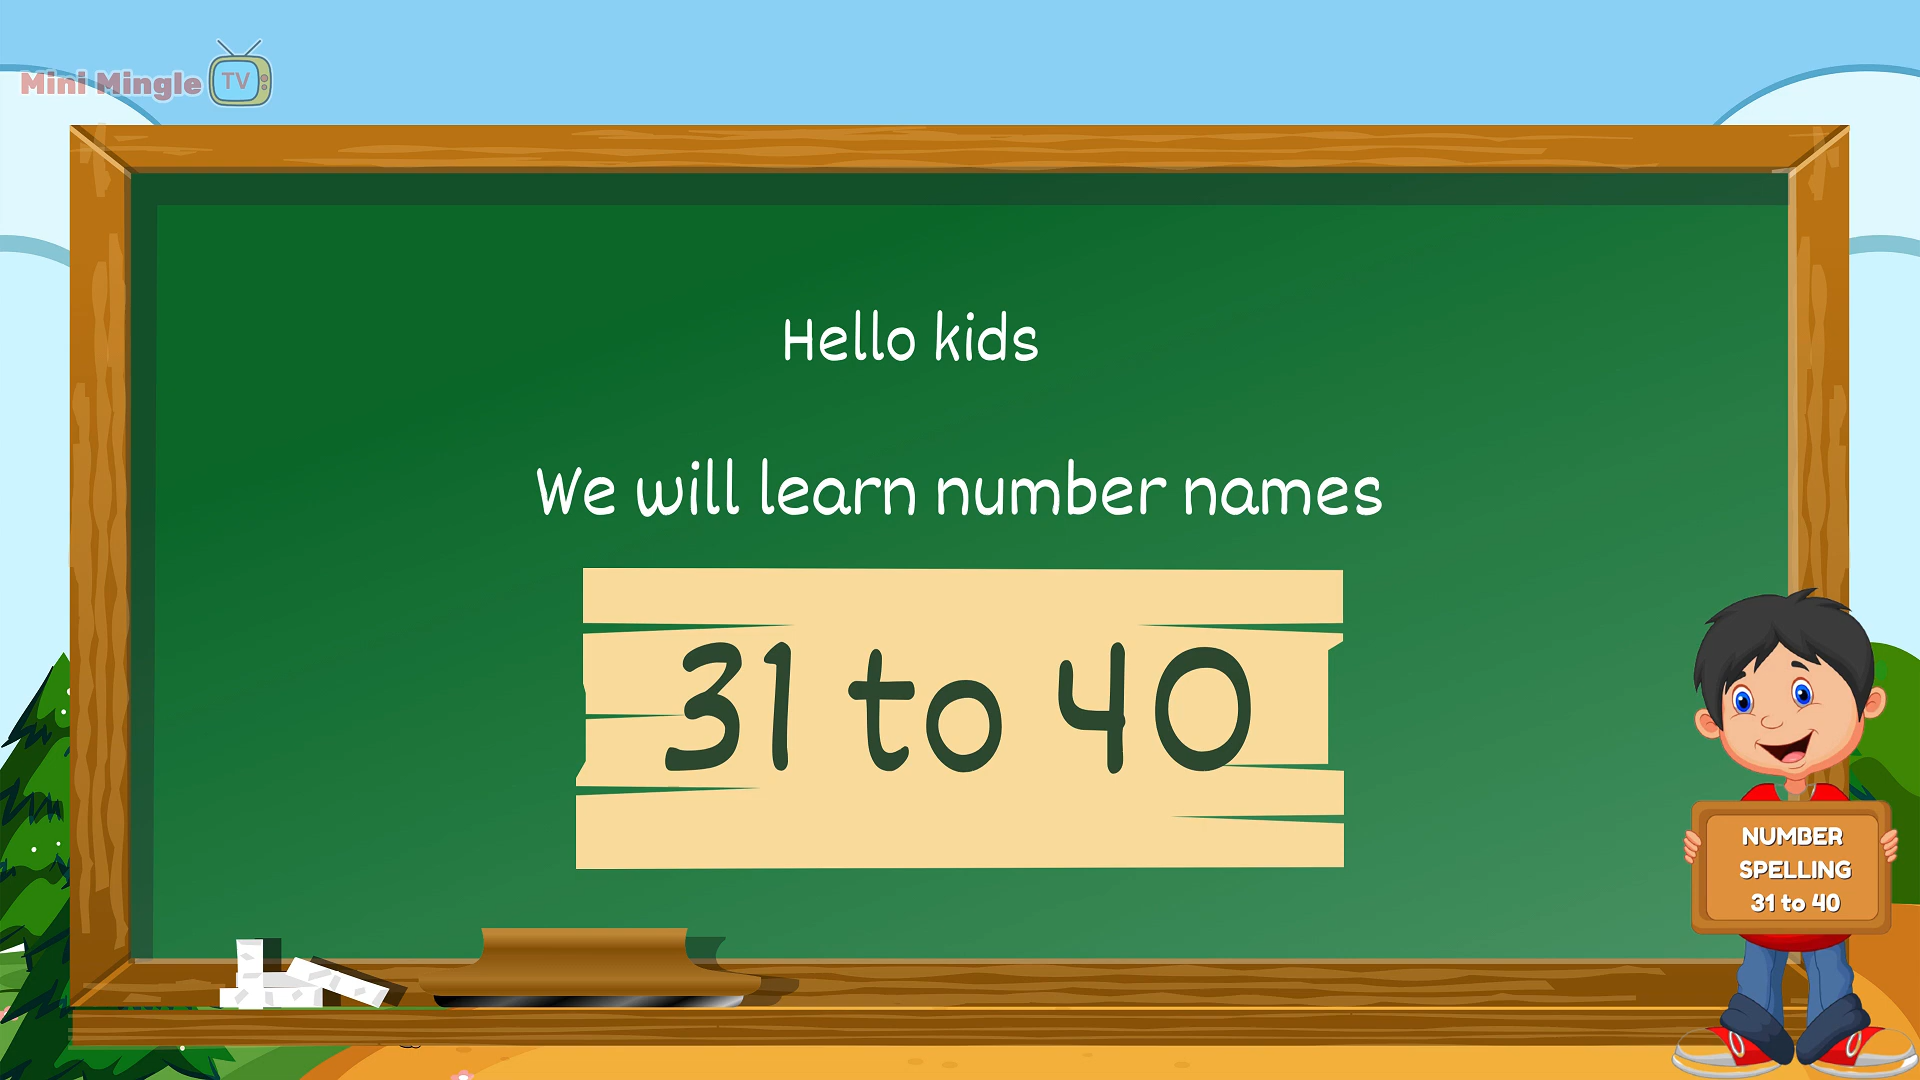 Mini Mingle TV
Hello kids
We will learn number names
31 to 40
NUMBER
SPELLING
31 to 40